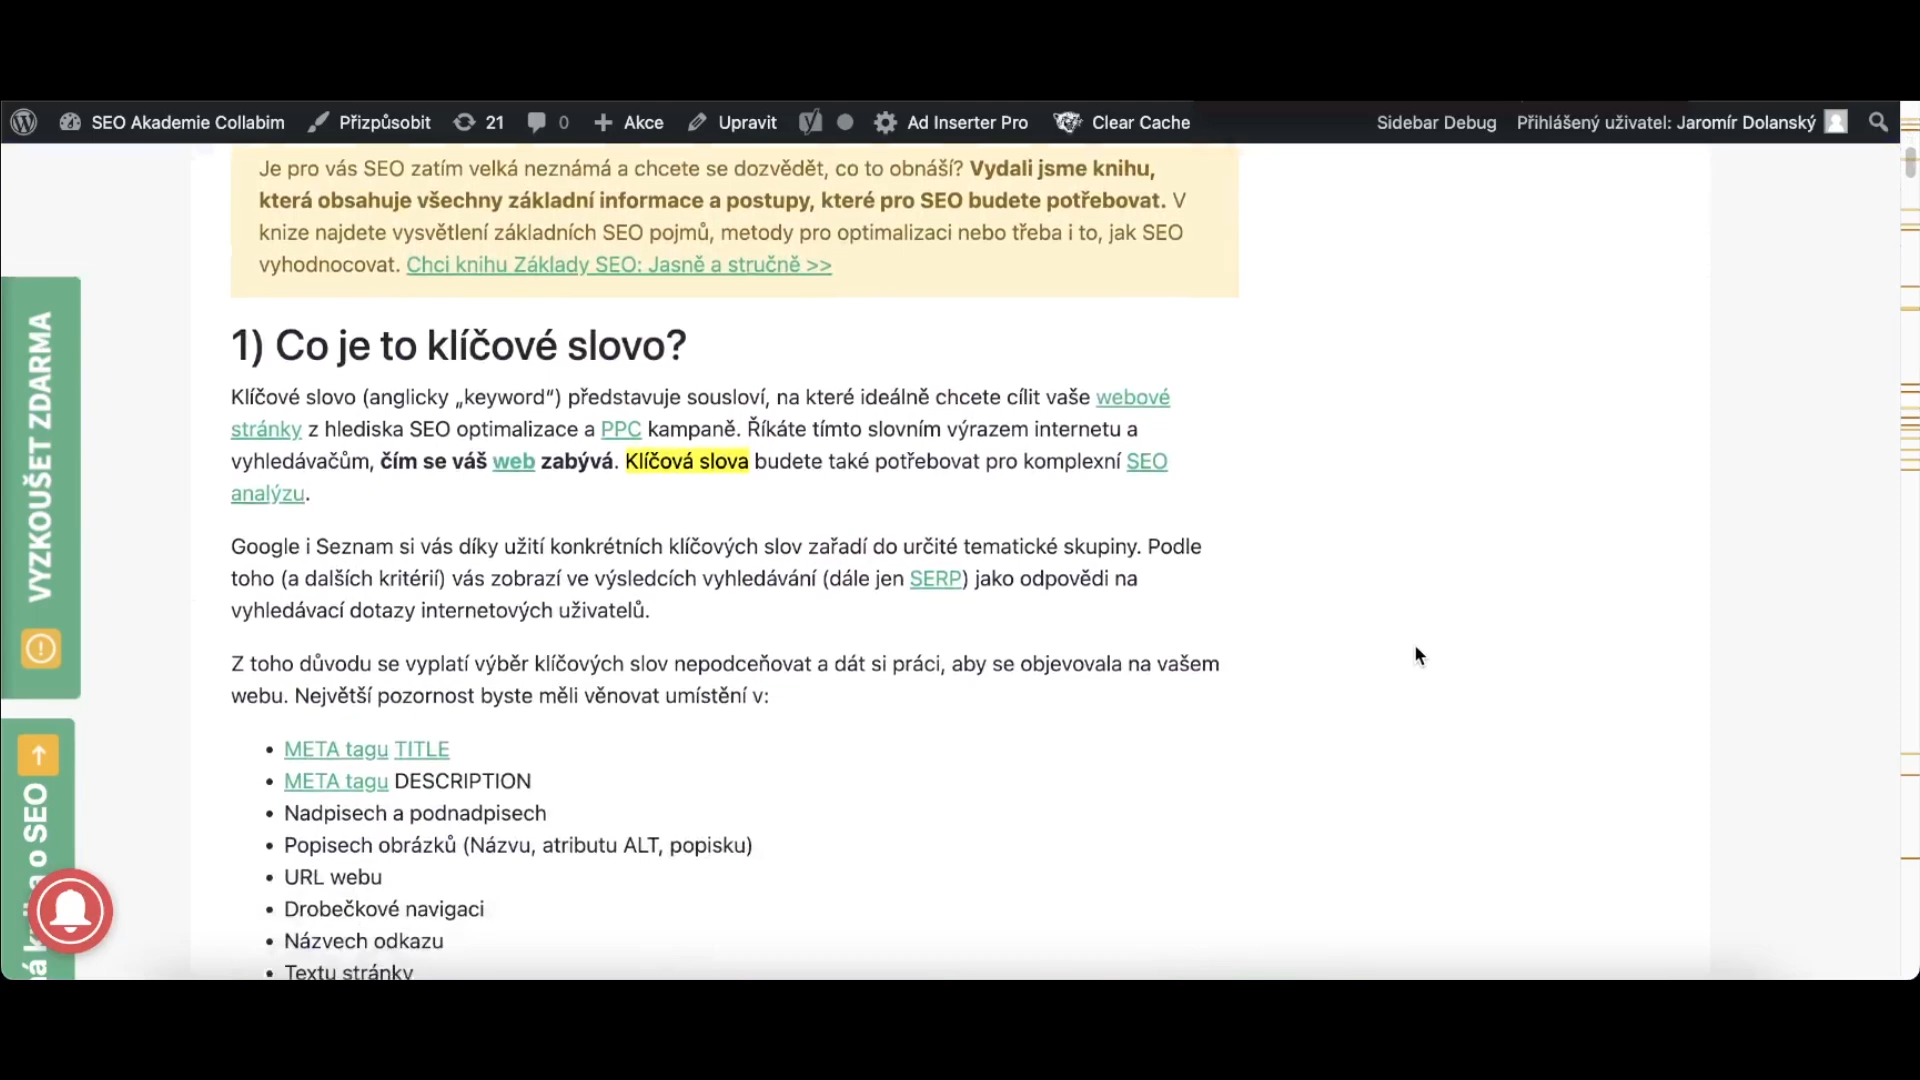 SEO Akademie Collabim Přizpůsobit 21 0 Akce Upravit Ad Inserter Pro Clear Cache Sidebar Debug Přihlášený uživatel: Jaromír Dolanský
Je pro vás SEO zatím velká neznámá a chcete se dozvědět, co to obnáší? Vydali jsme knihu,
která obsahuje všechny základní informace a postupy, které pro SEO budete potřebovat. V
knize najdete vysvětlení základních SEO pojmů, metody pro optimalizaci nebo třeba i to, jak SEO
vyhodnocovat. Chci knihu Základy SEO: Jasně a stručně >>
1) Co je to klíčové slovo?
Klíčové slovo (anglicky „keyword“) představuje sousloví, na které ideálně chcete cílit vaše webové
stránky z hlediska SEO optimalizace a PPC kampaně. Říkáte tímto slovním výrazem internetu a
vyhledávačům, čím se váš web zabývá. Klíčová slova budete také potřebovat pro komplexní SEO
analýzu.
Google i Seznam si vás díky užití konkrétních klíčových slov zařadí do určité tematické skupiny. Podle
toho (a dalších kritérií) vás zobrazí ve výsledcích vyhledávání (dále jen SERP) jako odpovědi na
vyhledávací dotazy internetových uživatelů.
Z toho důvodu se vyplatí výběr klíčových slov nepodceňovat a dát si práci, aby se objevovala na vašem
webu. Největší pozornost byste měli věnovat umístění v:
• META tagu TITLE
• META tagu DESCRIPTION
• Nadpisech a podnadpisech
• Popisech obrázků (Názvu, atributu ALT, popisku)
• URL webu
• Drobečkové navigaci
• Názvech odkazu
• Textu stránky
VYZKOUŠET ZDARMA
o SEO